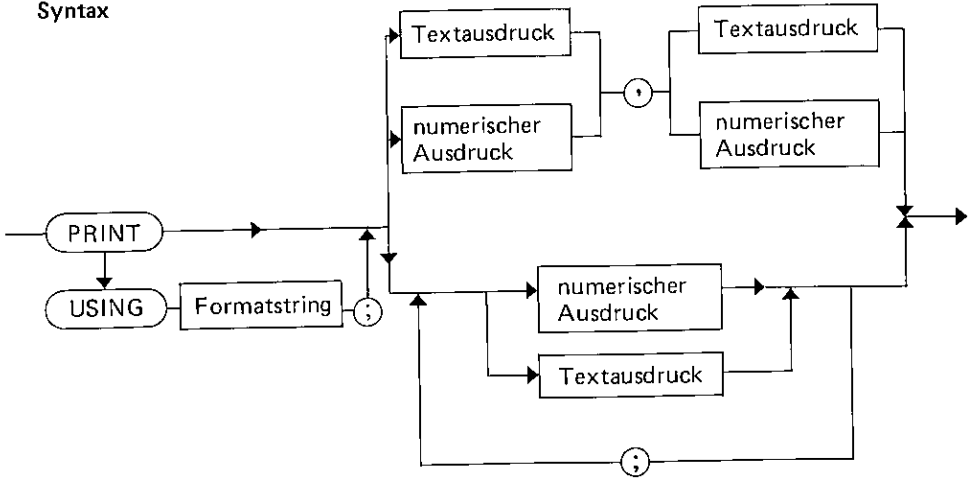 Syntax
Textausdruck
numerischer
Ausdruck
,
Textausdruck
numerischer
Ausdruck
PRINT
USING
Formatstring
;
numerischer
Ausdruck
Textausdruck
;